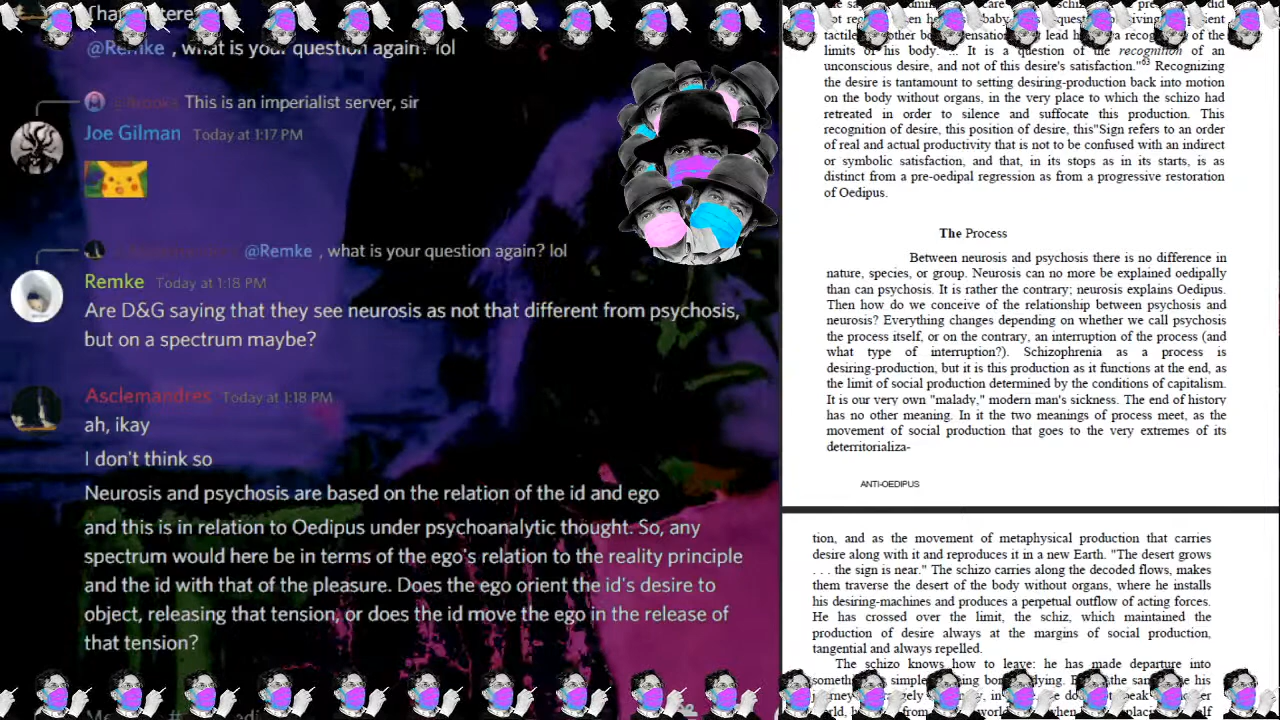 @Remke , what is your question again? lol
This is an imperialist server, sir
Joe Gilman Today at 1:17 PM
@Remke , what is your question again? lol
Remke Today at 1:18 PM
Are D&G saying that they see neurosis as not that different from psychosis,
but on a spectrum maybe?
Asclemandres Today at 1:18 PM
ah, ikay
I don't think so
Neurosis and psychosis are based on the relation of the id and ego
and this is in relation to Oedipus under psychoanalytic thought. So, any
spectrum would here be in terms of the ego's relation to the reality principle
and the id with that of the pleasure. Does the ego orient the id's desire to
object, releasing that tension, or does the id move the ego in the release of
that tension?
limits of his body. ... It is a question of the recognition of an
unconscious desire, and not of this desire's satisfaction."63 Recognizing
the desire is tantamount to setting desiring-production back into motion
on the body without organs, in the very place to which the schizo had
retreated in order to silence and suffocate this production. This
recognition of desire, this position of desire, this"Sign refers to an order
of real and actual productivity that is not to be confused with an indirect
or symbolic satisfaction, and that, in its stops as in its starts, is as
distinct from a pre-oedipal regression as from a progressive restoration
of Oedipus.
The Process
Between neurosis and psychosis there is no difference in
nature, species, or group. Neurosis can no more be explained oedipally
than can psychosis. It is rather the contrary; neurosis explains Oedipus.
Then how do we conceive of the relationship between psychosis and
neurosis? Everything changes depending on whether we call psychosis
the process itself, or on the contrary, an interruption of the process (and
what type of interruption?). Schizophrenia as a process is
desiring-production, but it is this production as it functions at the end, as
the limit of social production determined by the conditions of capitalism.
It is our very own "malady," modern man's sickness. The end of history
has no other meaning. In it the two meanings of process meet, as the
movement of social production that goes to the very extremes of its
deterritorializa-
ANTI-OEDIPUS
tion, and as the movement of metaphysical production that carries
desire along with it and reproduces it in a new Earth. "The desert grows
. . . the sign is near." The schizo carries along the decoded flows, makes
them traverse the desert of the body without organs, where he installs
his desiring-machines and produces a perpetual outflow of acting forces.
He has crossed over the limit, the schiz, which maintained the
production of desire always at the margins of social production,
tangential and always repelled.
The schizo knows how to leave: he has made departure into